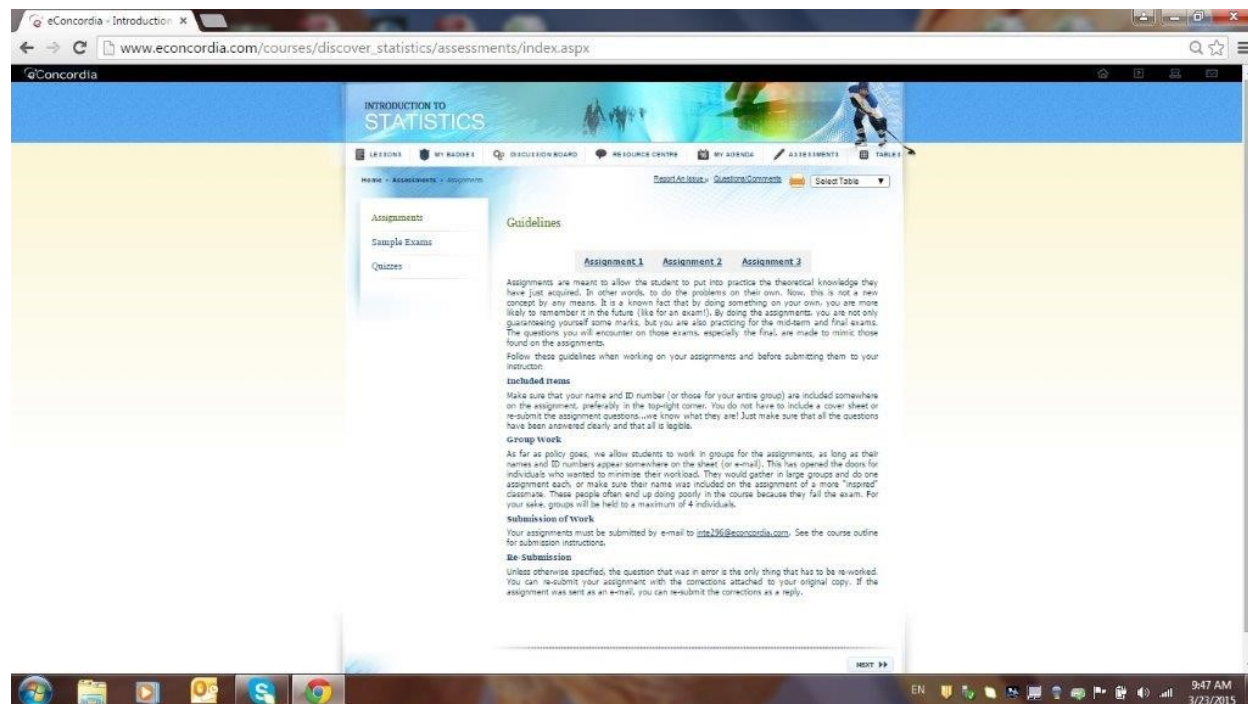 eConcordia - Introduction
www.econcordia.com/courses/discover_statistics/assessments/index.aspx
eConcordia
INTRODUCTION TO
STATISTICS
LESSONS MY BADGES DISCUSSION BOARD RESOURCE CENTRE MY AGENDA ASSESSMENTS TABLES
Home > Assessments > Assignments
Report An Issue Questions/Comments Select Table
Assignments
Sample Exams
Quizzes
Guidelines
Assignment 1 Assignment 2 Assignment 3
Assignments are meant to allow the student to put into practice the theoretical knowledge they
have just acquired. In other words, to do the problems on their own. Now, this is not a new
concept by any means. It is a known fact that by doing something on your own, you are more
likely to remember it in the future (like for an exam!). By doing the assignments, you are not only
guaranteeing yourself some marks, but you are also practicing for the mid-term and final exams.
The questions you will encounter on those exams, especially the final, are made to mimic those
found on the assignments.
Follow these guidelines when working on your assignments and before submitting them to your
instructor:
Included Items
Make sure that your name and ID number (or those for your entire group) are included somewhere
on the assignment, preferably in the top-right corner. You do not have to include a cover sheet or
re-submit the assignment questions...we know what they are! Just make sure that all the questions
have been answered clearly and that all is legible.
Group Work
As far as policy goes, we allow students to work in groups for the assignments, as long as their
names and ID numbers appear somewhere on the sheet (or e-mail). This has opened the doors for
individuals who wanted to minimise their workload. They would gather in large groups and do one
assignment each, or make sure their name was included on the assignment of a more "inspired"
classmate. These people often end up doing poorly in the course because they fail the exam. For
your sake, groups will be held to a maximum of 4 individuals.
Submission of Work
Your assignments must be submitted by e-mail to inte296@econcordia.com. See the course outline
for submission instructions.
Re-Submission
Unless otherwise specified, the question that was in error is the only thing that has to be re-worked.
You can re-submit your assignment with the corrections attached to your original copy. If the
assignment was sent as an e-mail, you can re-submit the corrections as a reply.
NEXT
EN
9:47 AM
3/23/2015